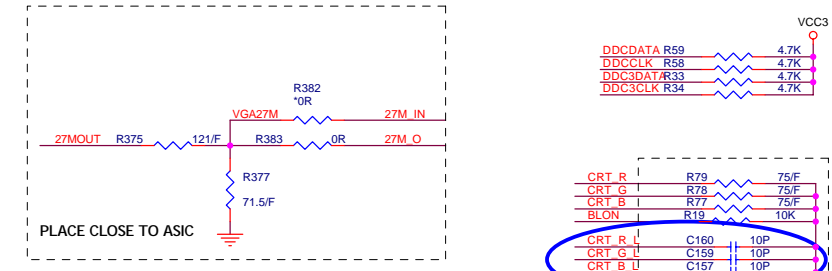 VCC3
DDCDATA R59 4.7K
DDCCLK R58 4.7K
DDC3DATA R33 4.7K
DDC3CLK R34 4.7K
R382
*0R
VGA27M 27M_IN
27MOUT R375 121/F R383 0R 27M_O
R377
71.5/F
PLACE CLOSE TO ASIC
CRT_R R79 75/F
CRT_G R78 75/F
CRT_B R77 75/F
BLON R19 10K
CRT_R_L C160 10P
CRT_G_L C159 10P
CRT_B_L C157 10P